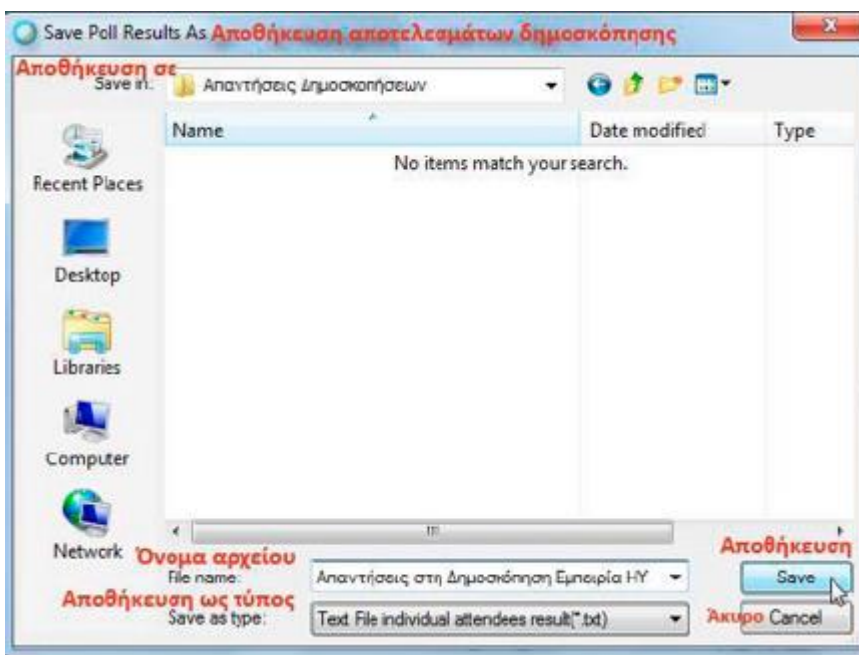 Save Poll Results As Αποθήκευση αποτελεσμάτων δημοσκόπησης
Αποθήκευση σε
Save in: Απαντήσεις Δημοσκοπήσεων
Name Date modified Type
No items match your search.
Recent Places
Desktop
Libraries
Computer
Network
Όνομα αρχείου
Αποθήκευση
File name: Απαντήσεις στη Δημοσκόπηση Εμπειρία ΗΥ Save
Αποθήκευση ως τύπος
Save as type: Text File individual attendees result(*.txt) Άκυρο Cancel